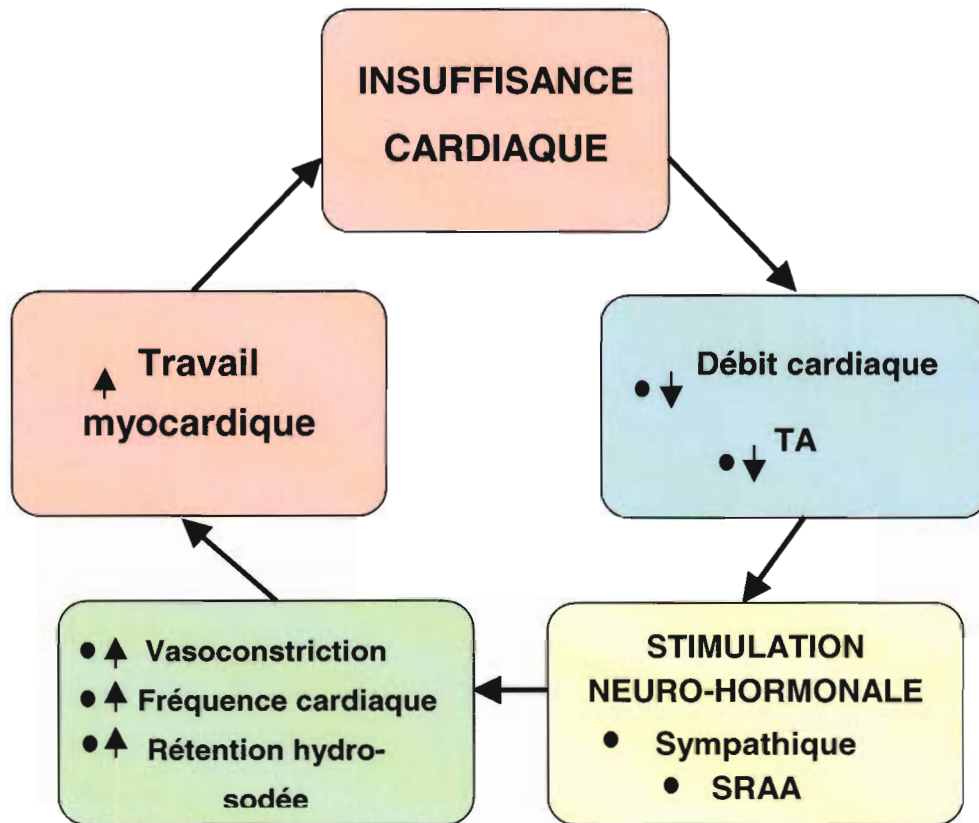 INSUFFISANCE
CARDIAQUE
Travail
myocardique
• Débit cardiaque
• TA
• Vasoconstriction
• Fréquence cardiaque
• Rétention hydro-
sodée
STIMULATION
NEURO-HORMONALE
• Sympathique
• SRAA